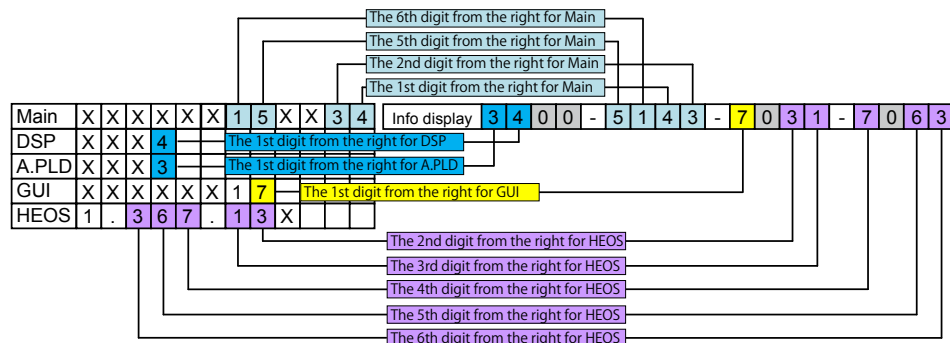 The 6th digit from the right for Main
The 5th digit from the right for Main
The 2nd digit from the right for Main
The 1st digit from the right for Main
Main X X X X X X 1 5 X X 3 4 Info display 3 4 0 0 - 5 1 4 3 - 7 0 3 1 - 7 0 6 3
DSP X X X 4 The 1st digit from the right for DSP
A.PLD X X X 3 The 1st digit from the right for A.PLD
GUI X X X X X X 1 7 The 1st digit from the right for GUI
HEOS 1 . 3 6 7 . 1 3 X
The 2nd digit from the right for HEOS
The 3rd digit from the right for HEOS
The 4th digit from the right for HEOS
The 5th digit from the right for HEOS
The 6th digit from the right for HEOS